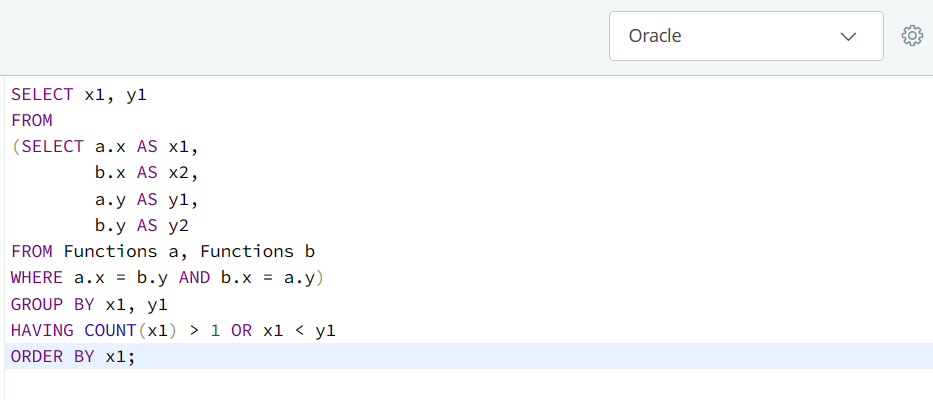 Oracle
SELECT x1, y1
FROM
(SELECT a.x AS x1,
        b.x AS x2,
        a.y AS y1,
        b.y AS y2
FROM Functions a, Functions b
WHERE a.x = b.y AND b.x = a.y)
GROUP BY x1, y1
HAVING COUNT(x1) > 1 OR x1 < y1
ORDER BY x1;